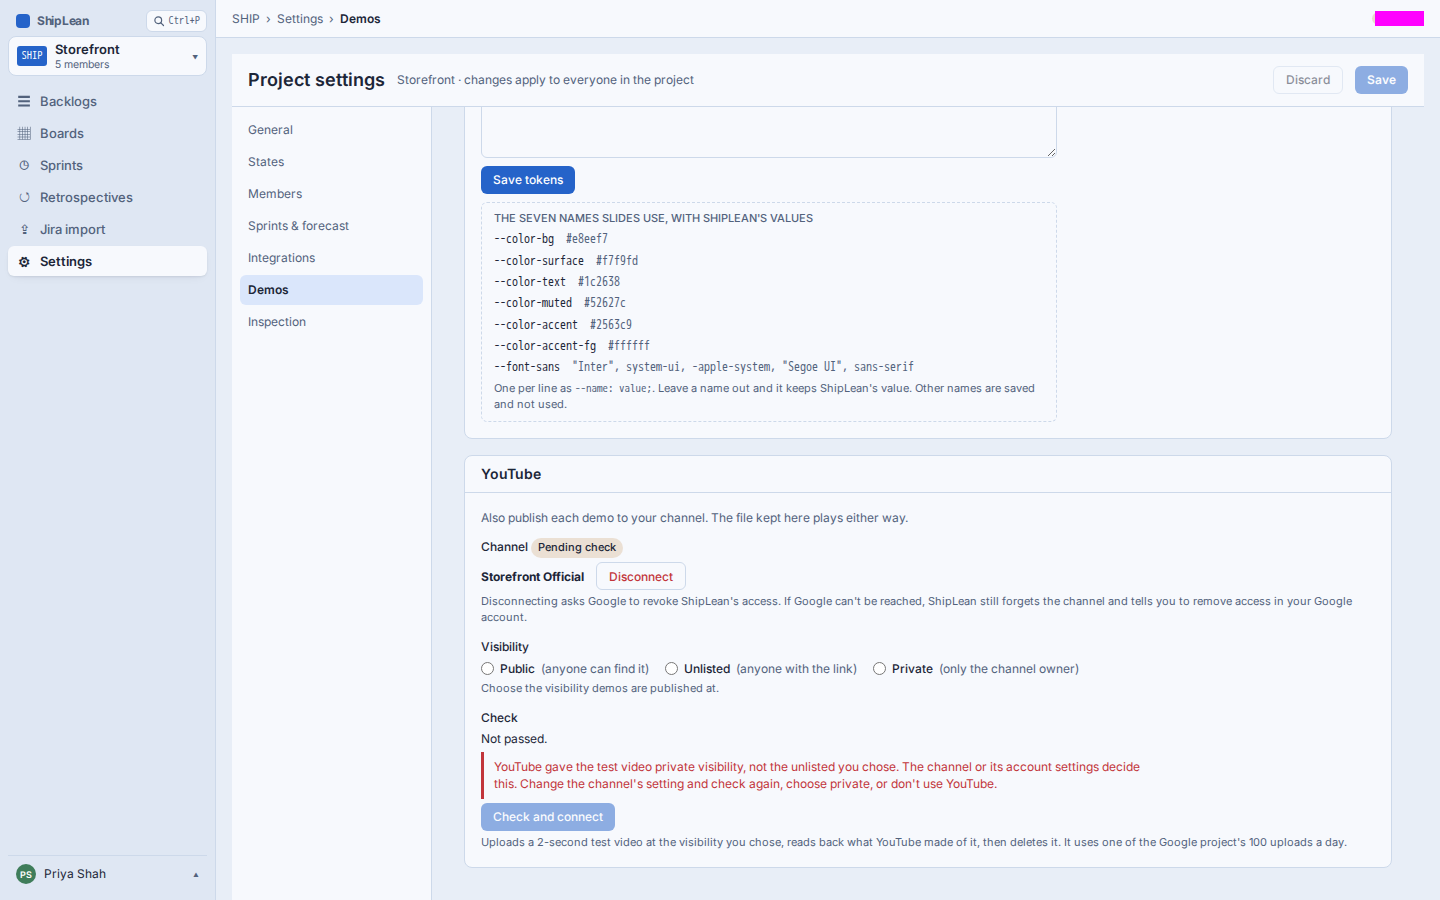 ShipLean
Ctrl+P
SHIP
Storefront
5 members
Backlogs
Boards
Sprints
Retrospectives
Jira import
Settings
PS
Priya Shah
SHIP › Settings › Demos
Project settings
Storefront · changes apply to everyone in the project
Discard
Save
General
States
Members
Sprints & forecast
Integrations
Demos
Inspection
Save tokens
THE SEVEN NAMES SLIDES USE, WITH SHIPLEAN'S VALUES
--color-bg #e8eef7
--color-surface #f7f9fd
--color-text #1c2638
--color-muted #52627c
--color-accent #2563c9
--color-accent-fg #ffffff
--font-sans "Inter", system-ui, -apple-system, "Segoe UI", sans-serif
One per line as --name: value;. Leave a name out and it keeps ShipLean's value. Other names are saved
and not used.
YouTube
Also publish each demo to your channel. The file kept here plays either way.
Channel Pending check
Storefront Official Disconnect
Disconnecting asks Google to revoke ShipLean's access. If Google can't be reached, ShipLean still forgets the channel and tells you to remove access in your Google
account.
Visibility
Public (anyone can find it) Unlisted (anyone with the link) Private (only the channel owner)
Choose the visibility demos are published at.
Check
Not passed.
YouTube gave the test video private visibility, not the unlisted you chose. The channel or its account settings decide
this. Change the channel's setting and check again, choose private, or don't use YouTube.
Check and connect
Uploads a 2-second test video at the visibility you chose, reads back what YouTube made of it, then deletes it. It uses one of the Google project's 100 uploads a day.